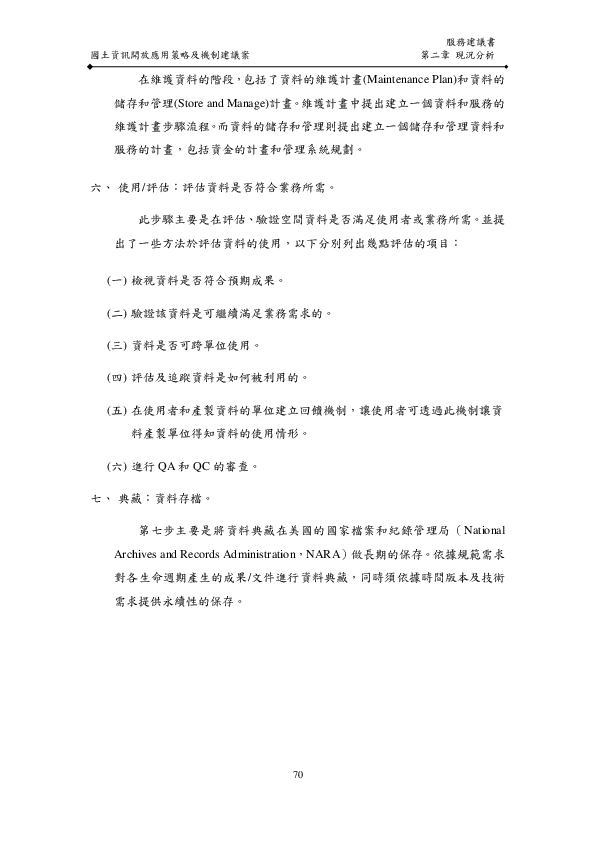 服務建議書
國土資訊開放應用策略及機制建議案 第二章 現況分析
在維護資料的階段，包括了資料的維護計畫(Maintenance Plan)和資料的
儲存和管理(Store and Manage)計畫。維護計畫中提出建立一個資料和服務的
維護計畫步驟流程。而資料的儲存和管理則提出建立一個儲存和管理資料和
服務的計畫，包括資金的計畫和管理系統規劃。
六、 使用/評估：評估資料是否符合業務所需。
此步驟主要是在評估、驗證空間資料是否滿足使用者或業務所需。並提
出了一些方法於評估資料的使用，以下分別列出幾點評估的項目：
(一) 檢視資料是否符合預期成果。
(二) 驗證該資料是可繼續滿足業務需求的。
(三) 資料是否可跨單位使用。
(四) 評估及追蹤資料是如何被利用的。
(五) 在使用者和產製資料的單位建立回饋機制，讓使用者可透過此機制讓資
料產製單位得知資料的使用情形。
(六) 進行 QA 和 QC 的審查。
七、 典藏：資料存檔。
第七步主要是將資料典藏在美國的國家檔案和紀錄管理局（National
Archives and Records Administration，NARA）做長期的保存。依據規範需求
對各生命週期產生的成果/文件進行資料典藏，同時須依據時間版本及技術
需求提供永續性的保存。
70